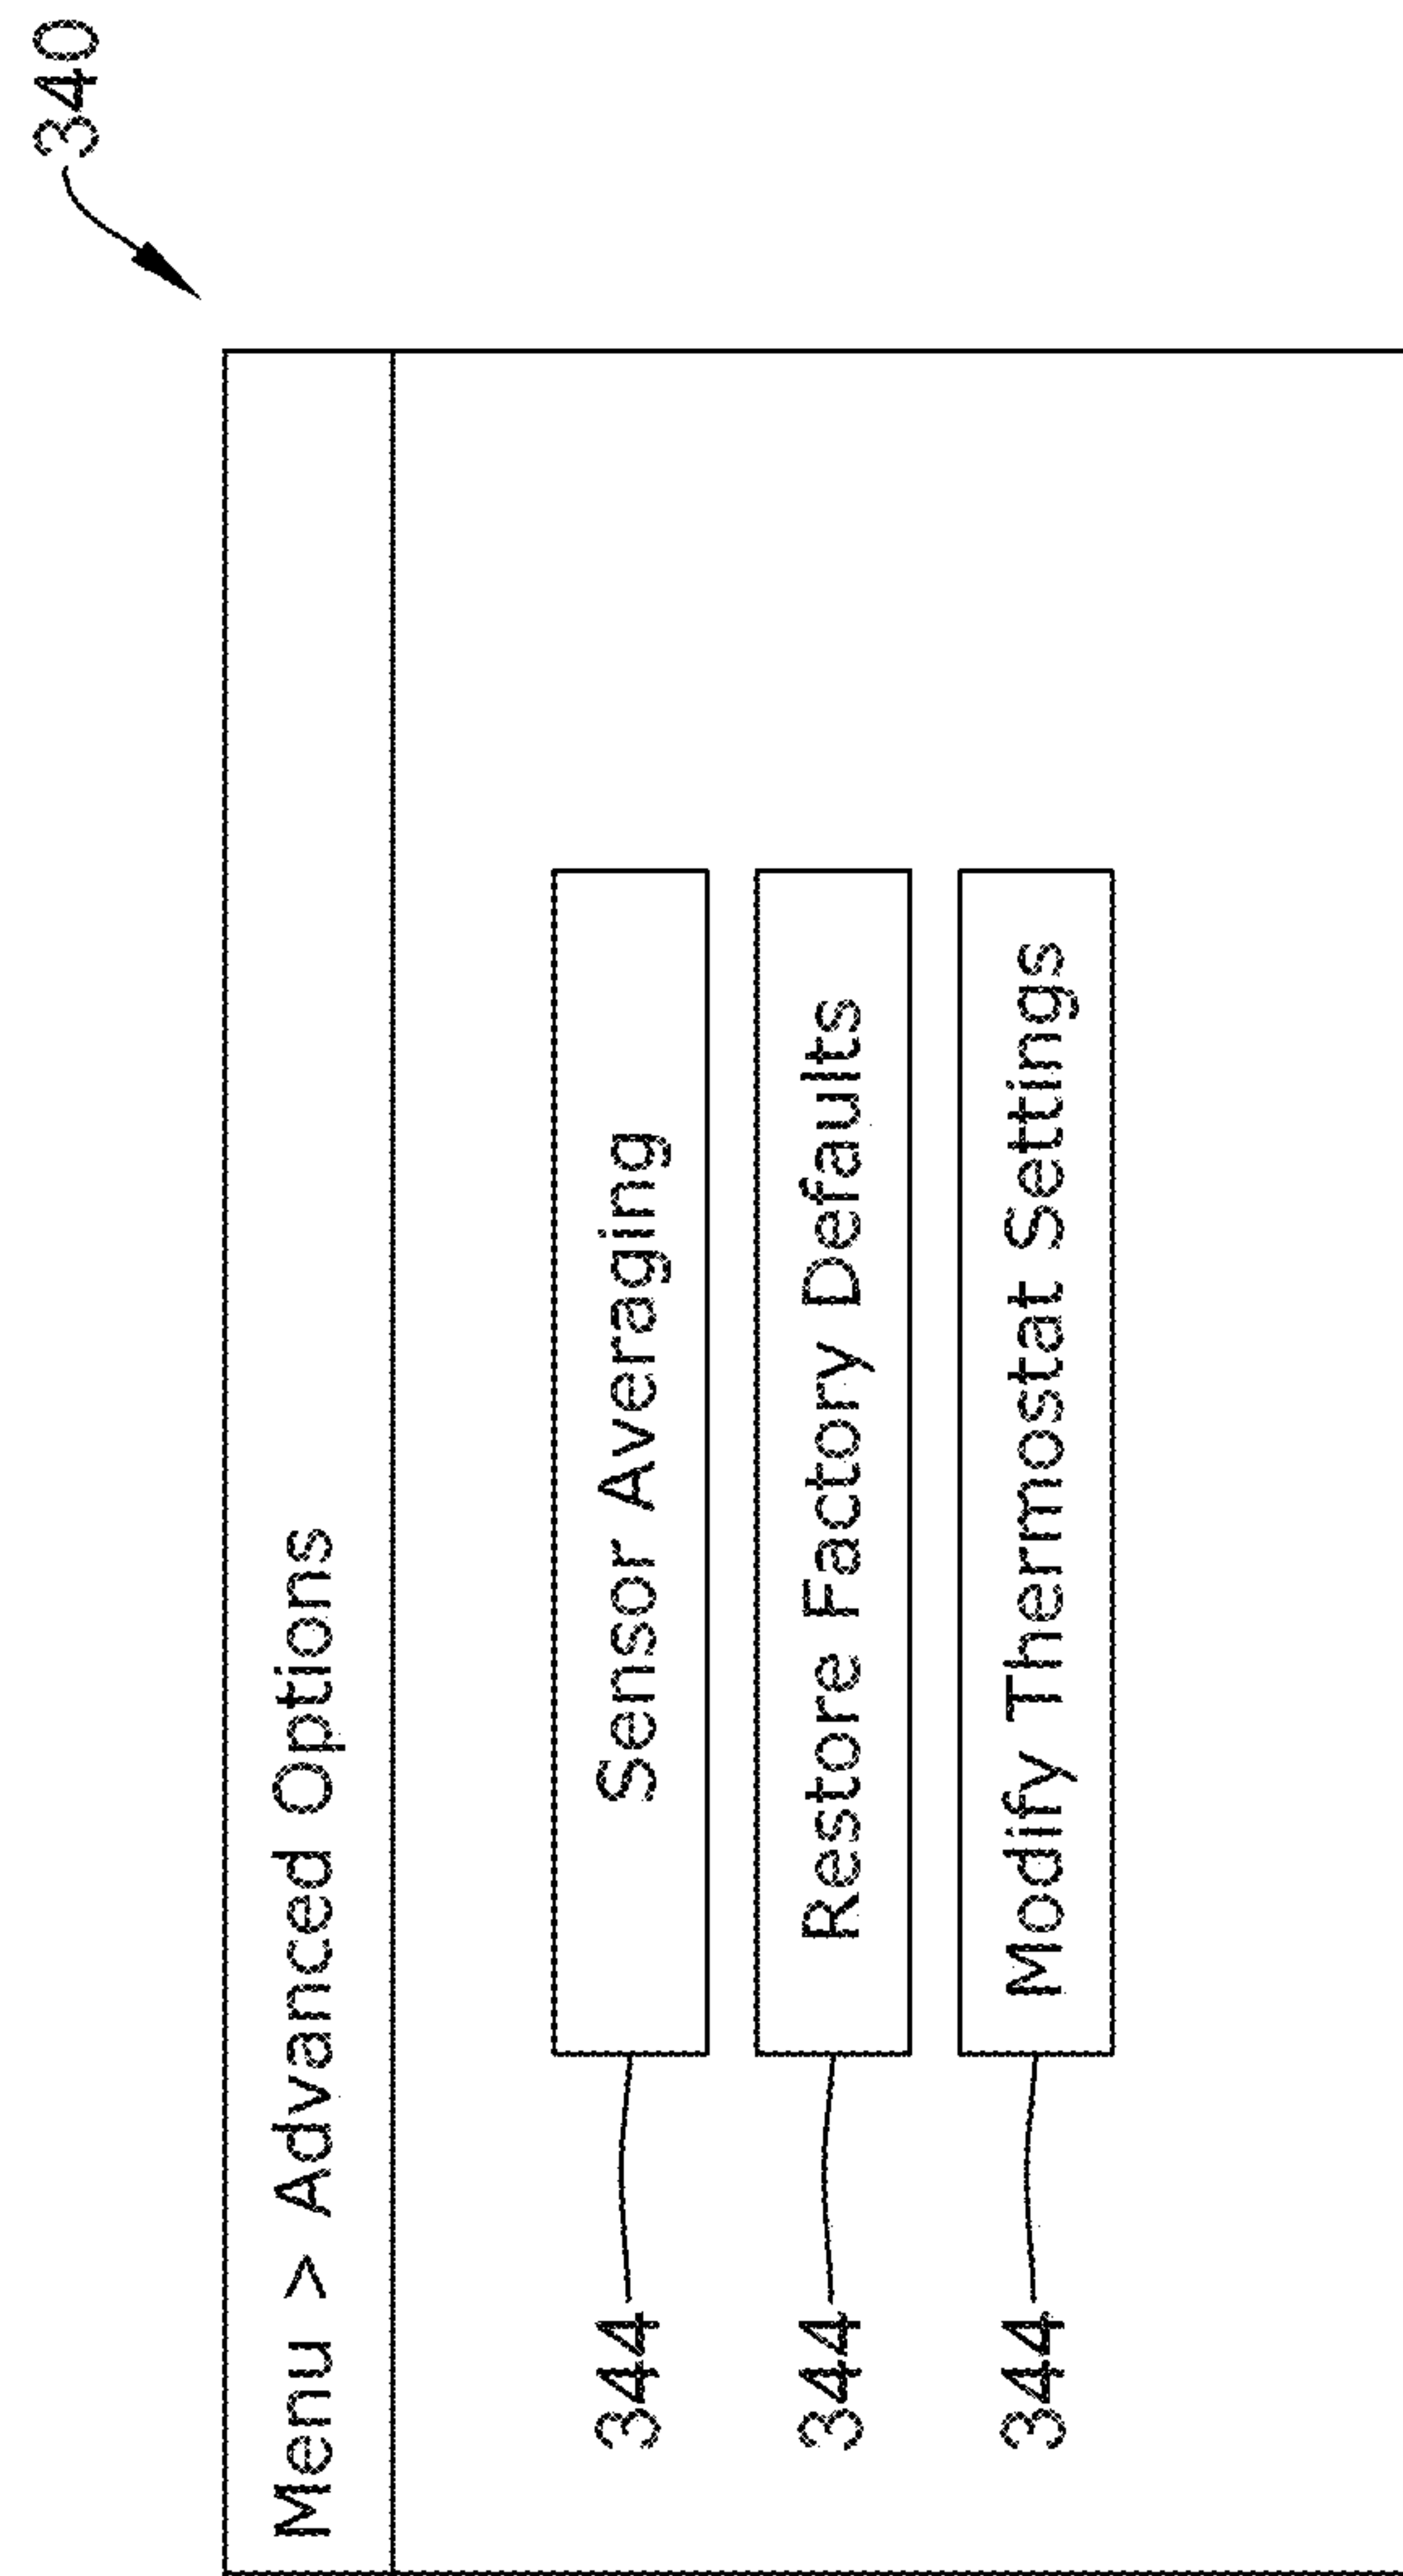 340
Menu > Advanced Options
344 Sensor Averaging
344 Restore Factory Defaults
344 Modify Thermostat Settings